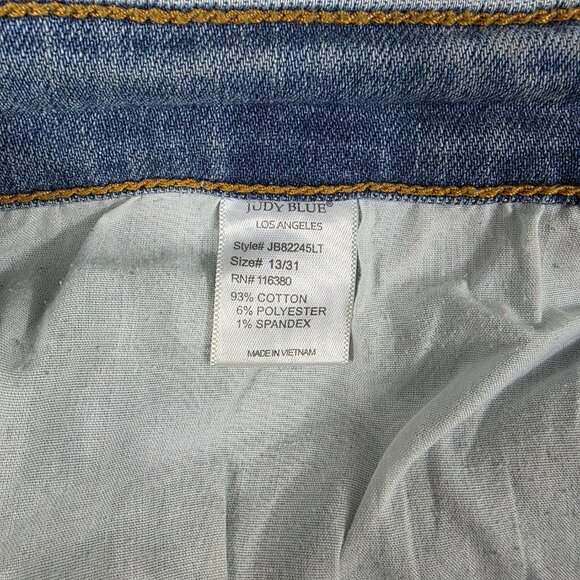 JUDY BLUE®
LOS ANGELES
Style# JB82245LT
Size# 13/31
RN# 116380
93% COTTON
6% POLYESTER
1% SPANDEX
MADE IN VIETNAM